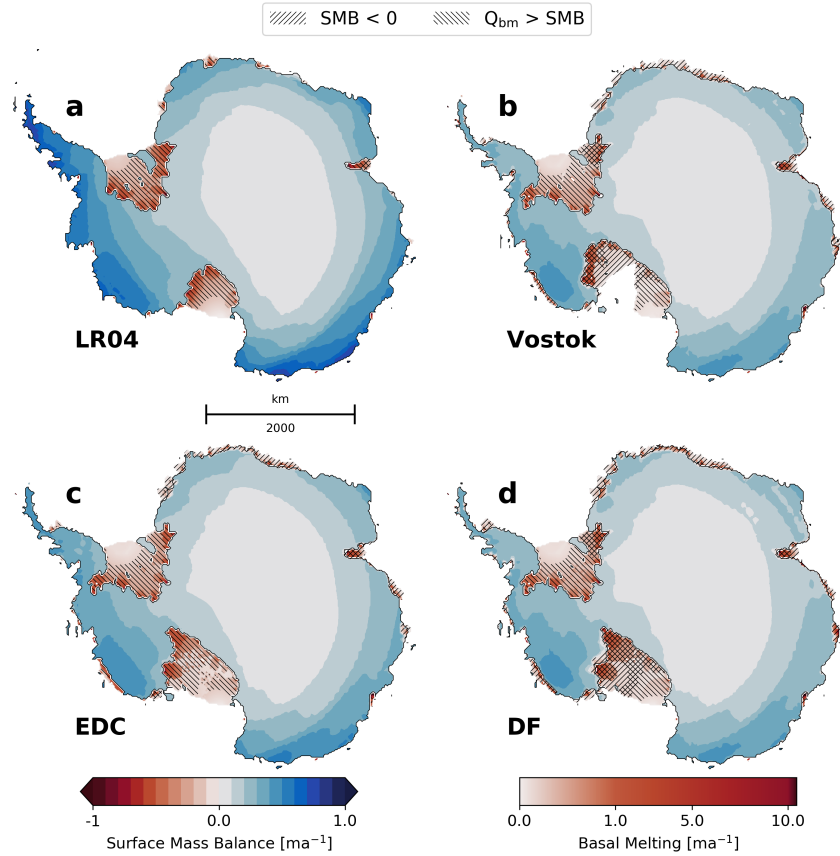 SMB < 0 Q_bm > SMB
a
b
LR04
Vostok
km
2000
c
d
EDC
DF
-1 0.0 1.0
0.0 1.0 5.0 10.0
Surface Mass Balance [ma⁻¹]
Basal Melting [ma⁻¹]